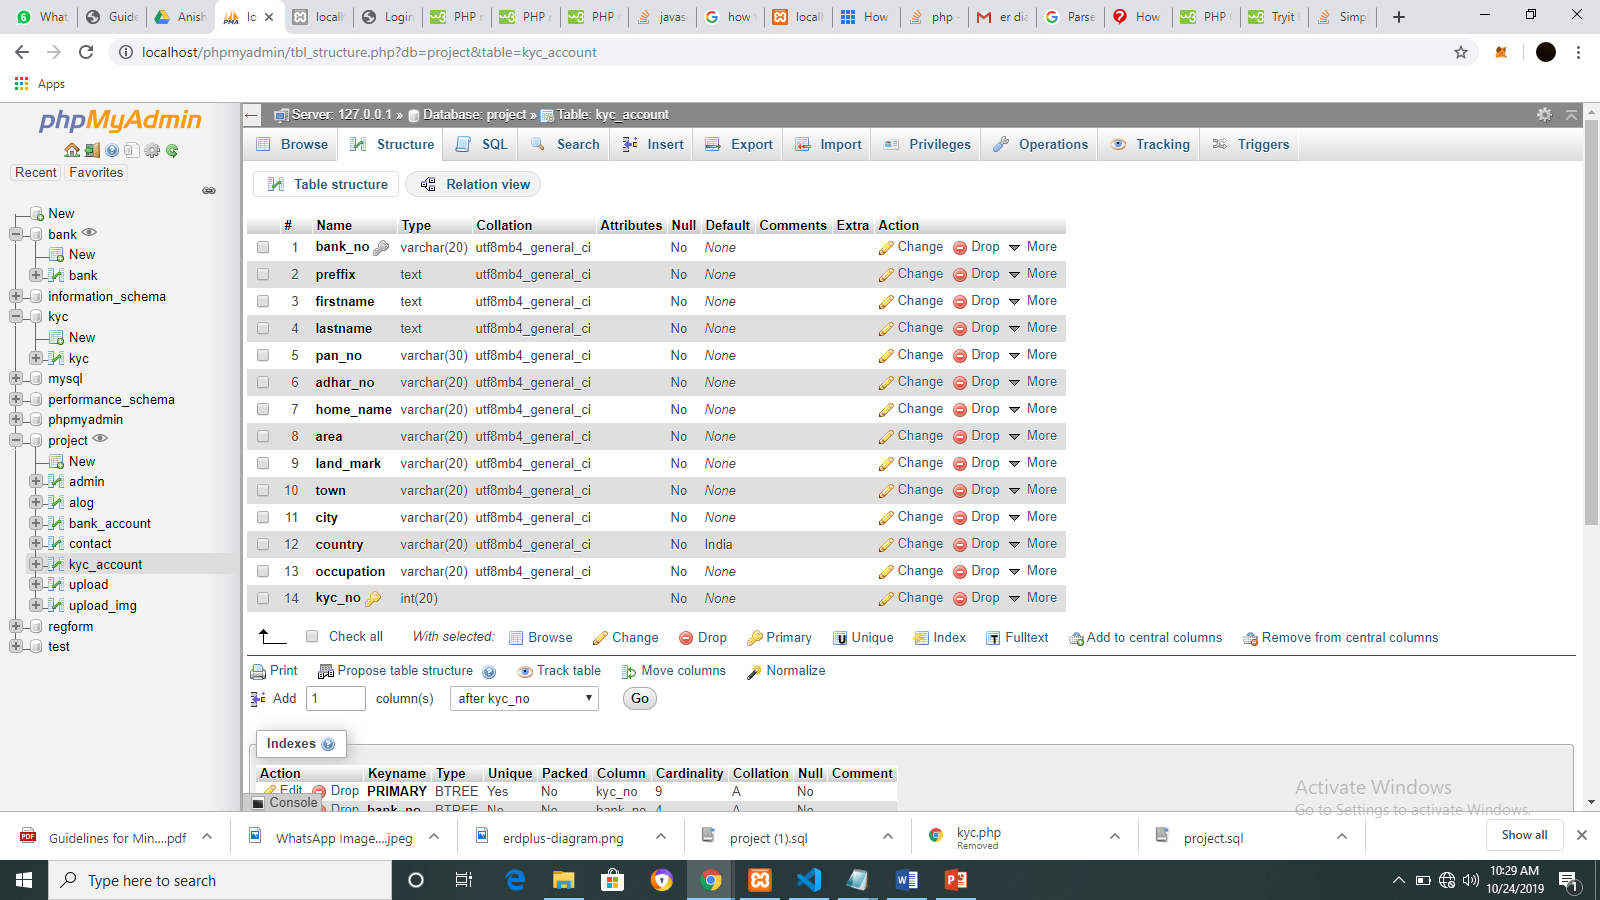 What
Guide
Anish
lo
localh
Login
PHP r
PHP r
PHP r
javas
how t
locall
How
php -
er dia
Parse
How
PHP (
Tryit
Simp
localhost/phpmyadmin/tbl_structure.php?db=project&table=kyc_account
Apps
phpMyAdmin
Recent Favorites
New
bank
New
bank
information_schema
kyc
New
kyc
mysql
performance_schema
phpmyadmin
project
New
admin
alog
bank_account
contact
kyc_account
upload
upload_img
regform
test
Server: 127.0.0.1 » Database: project » Table: kyc_account
Browse Structure SQL Search Insert Export Import Privileges Operations Tracking Triggers
Table structure Relation view
# Name Type Collation Attributes Null Default Comments Extra Action
1 bank_no varchar(20) utf8mb4_general_ci No None Change Drop More
2 preffix text utf8mb4_general_ci No None Change Drop More
3 firstname text utf8mb4_general_ci No None Change Drop More
4 lastname text utf8mb4_general_ci No None Change Drop More
5 pan_no varchar(30) utf8mb4_general_ci No None Change Drop More
6 adhar_no varchar(20) utf8mb4_general_ci No None Change Drop More
7 home_name varchar(20) utf8mb4_general_ci No None Change Drop More
8 area varchar(20) utf8mb4_general_ci No None Change Drop More
9 land_mark varchar(20) utf8mb4_general_ci No None Change Drop More
10 town varchar(20) utf8mb4_general_ci No None Change Drop More
11 city varchar(20) utf8mb4_general_ci No None Change Drop More
12 country varchar(20) utf8mb4_general_ci No India Change Drop More
13 occupation varchar(20) utf8mb4_general_ci No None Change Drop More
14 kyc_no int(20) No None Change Drop More
Check all With selected: Browse Change Drop Primary Unique Index Fulltext Add to central columns Remove from central columns
Print Propose table structure Track table Move columns Normalize
Add 1 column(s) after kyc_no Go
Indexes
Action Keyname Type Unique Packed Column Cardinality Collation Null Comment
Edit Drop PRIMARY BTREE Yes No kyc_no 9 A No
Drop bank_no BTREE No No bank_no 4 A No
Console
Activate Windows
Go to Settings to activate Windows.
Guidelines for Min....pdf
WhatsApp Image....jpeg
erdplus-diagram.png
project (1).sql
kyc.php
Removed
project.sql
Show all
Type here to search
10:29 AM
10/24/2019
1